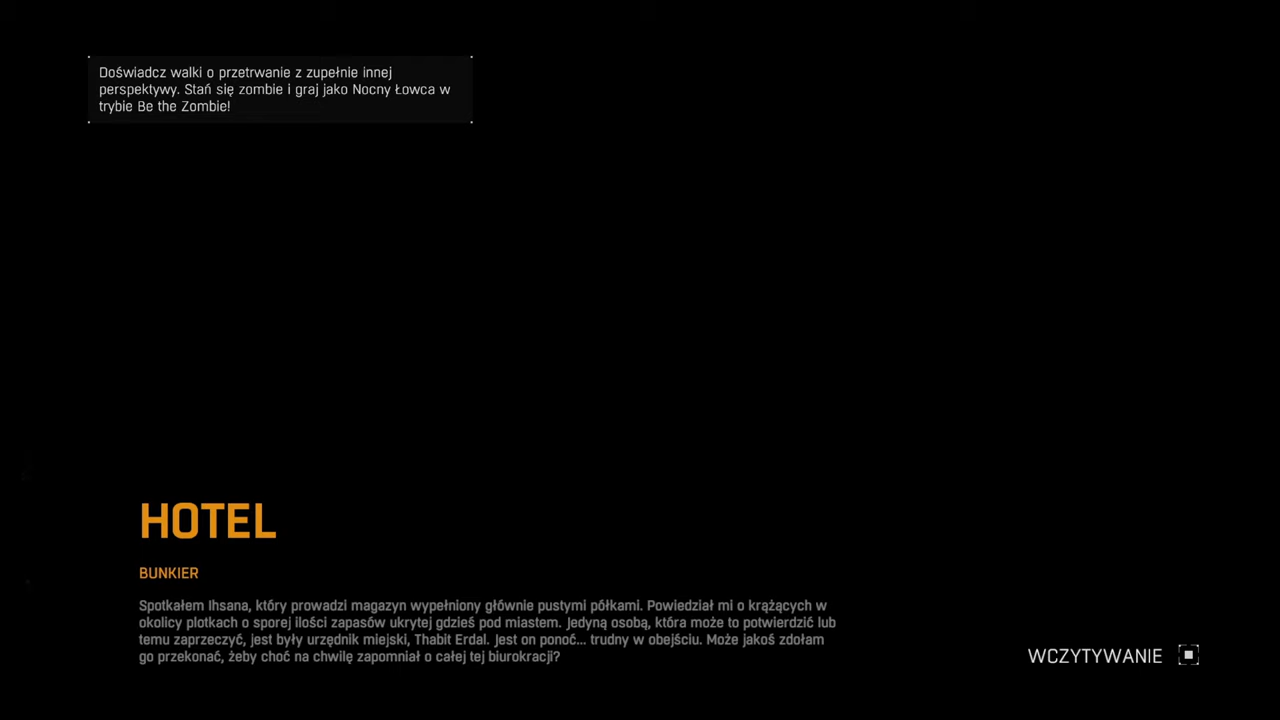 Doświadcz walki o przetrwanie z zupełnie innej
perspektywy. Stań się zombie i graj jako Nocny Łowca w
trybie Be the Zombie!
HOTEL
BUNKIER
Spotkałem Ihsana, który prowadzi magazyn wypełniony głównie pustymi półkami. Powiedział mi o krążących w
okolicy plotkach o sporej ilości zapasów ukrytej gdzieś pod miastem. Jedyną osobą, która może to potwierdzić lub
temu zaprzeczyć, jest były urzędnik miejski, Thabit Erdal. Jest on ponoć... trudny w obejściu. Może jakoś zdołam
go przekonać, żeby choć na chwilę zapomniał o całej tej biurokracji?
WCZYTYWANIE